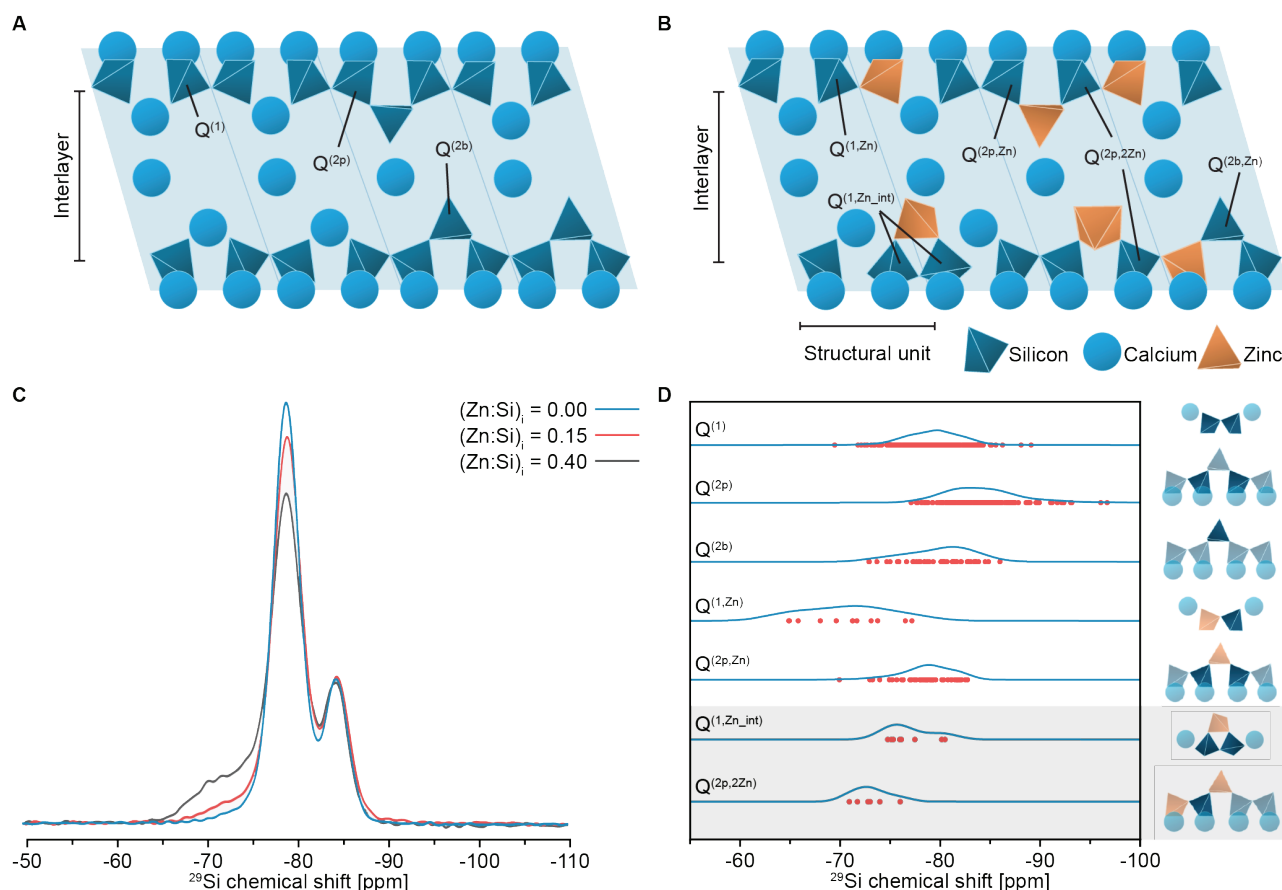 A
Interlayer
Q(1)
Q(2p)
Q(2b)
B
Interlayer
Q(1,Zn)
Q(2p,Zn)
Q(2p,2Zn)
Q(2b,Zn)
Q(1,Zn_int)
Structural unit
Silicon
Calcium
Zinc
C
(Zn:Si)i = 0.00
(Zn:Si)i = 0.15
(Zn:Si)i = 0.40
-50 -60 -70 -80 -90 -100 -110
29Si chemical shift [ppm]
D
Q(1)
Q(2p)
Q(2b)
Q(1,Zn)
Q(2p,Zn)
Q(1,Zn_int)
Q(2p,2Zn)
-60 -70 -80 -90 -100
29Si chemical shift [ppm]